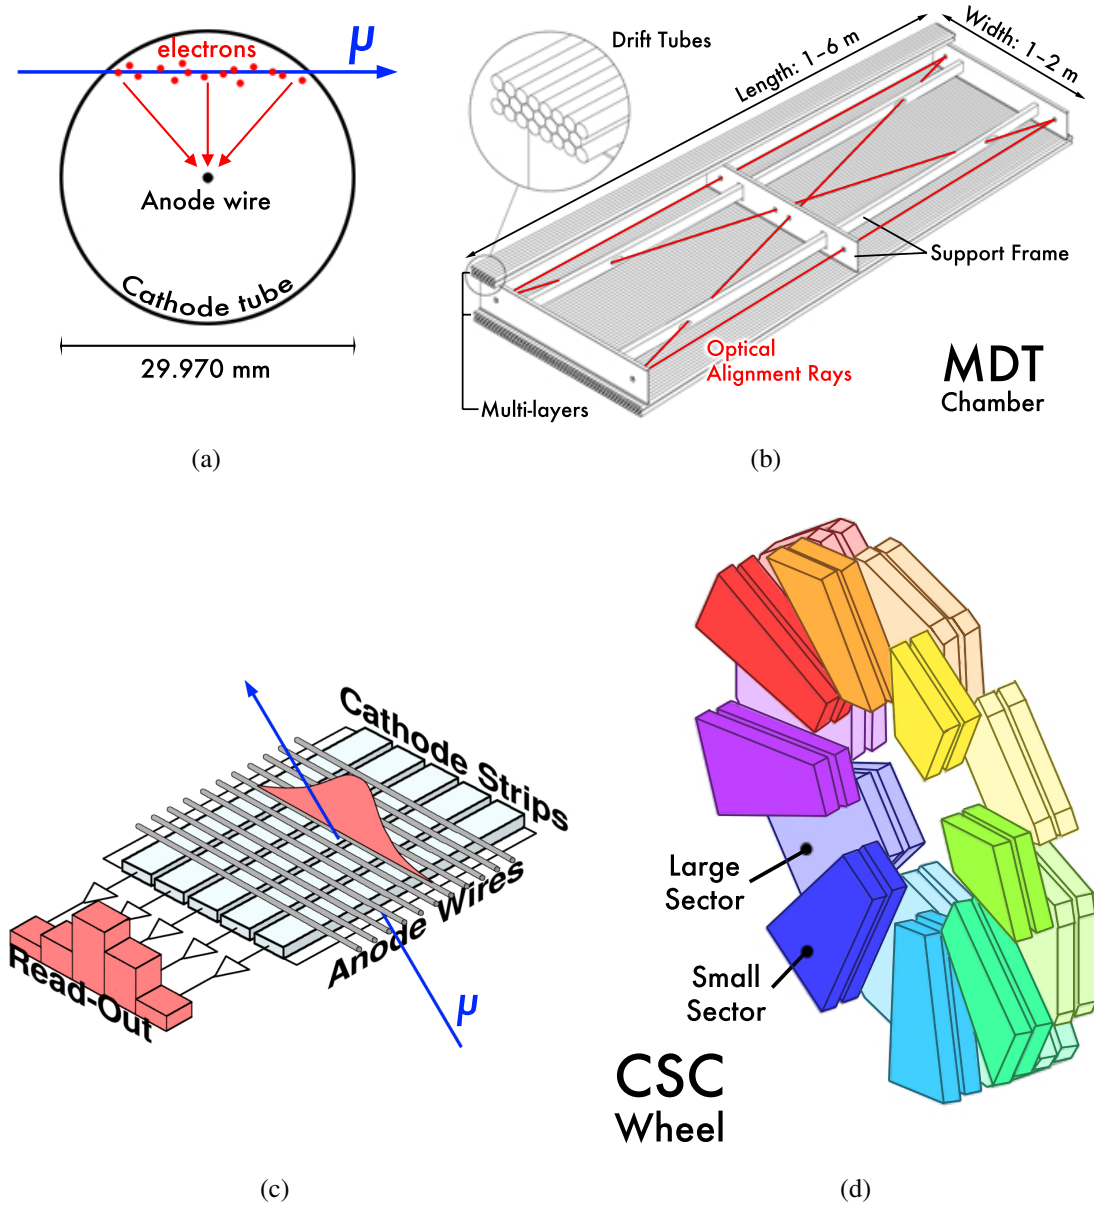 μ
electrons
Anode wire
Cathode tube
29.970 mm
(a)
Drift Tubes
Length: 1–6 m
Width: 1–2 m
Support Frame
Optical
Alignment Rays
Multi-layers
MDT
Chamber
(b)
Cathode Strips
Anode Wires
Read-Out
μ
(c)
Large
Sector
Small
Sector
CSC
Wheel
(d)